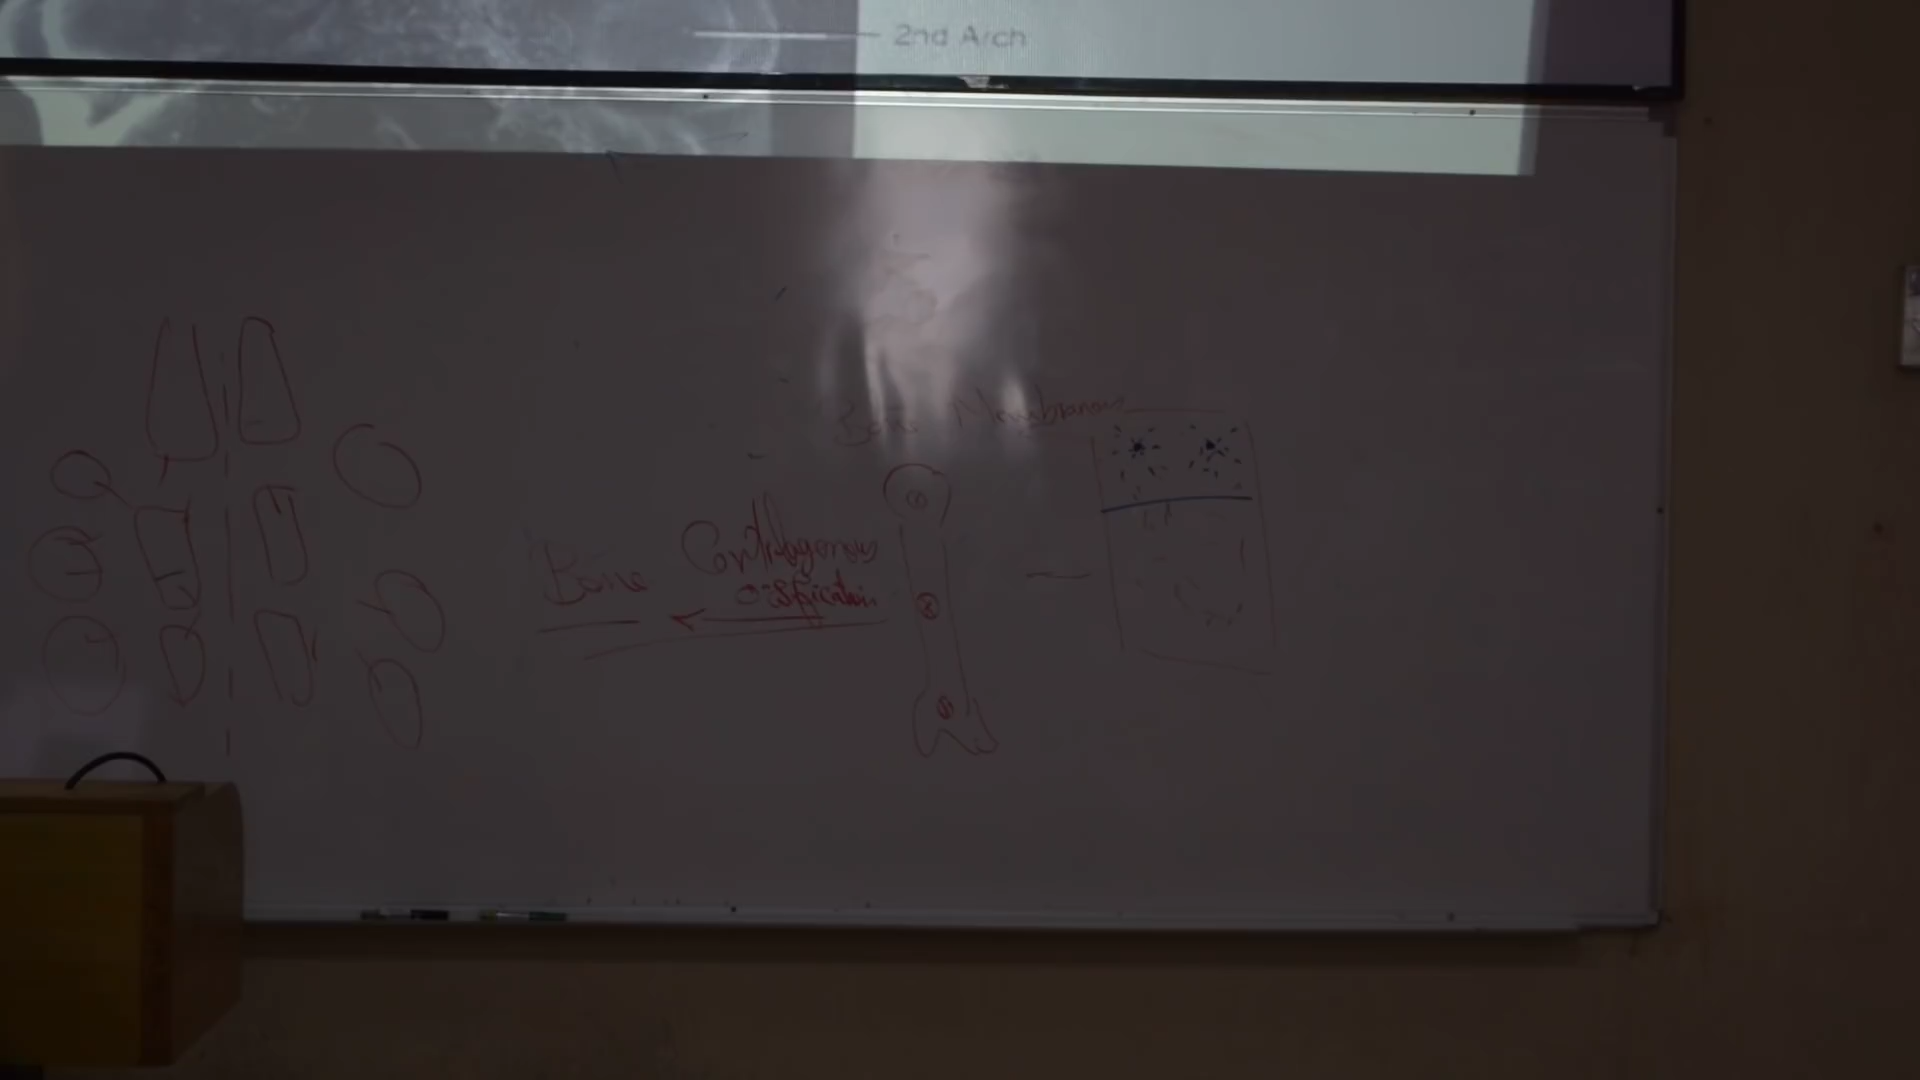 2nd Arch
Bone Membranous
Bone
Cartilagenous
ossification